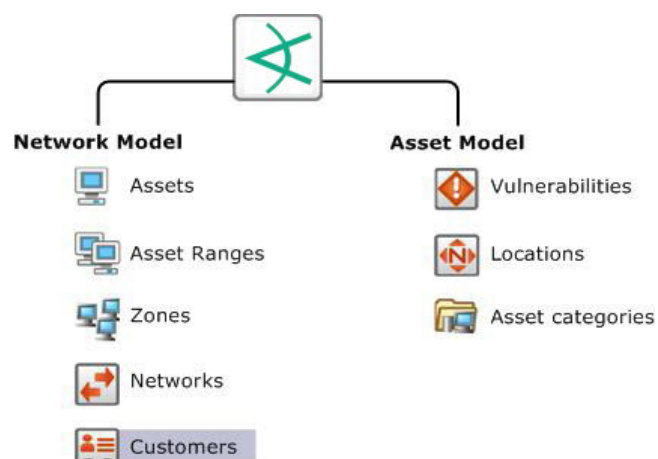 Network Model
Assets
Asset Ranges
Zones
Networks
Customers
Asset Model
Vulnerabilities
Locations
Asset categories